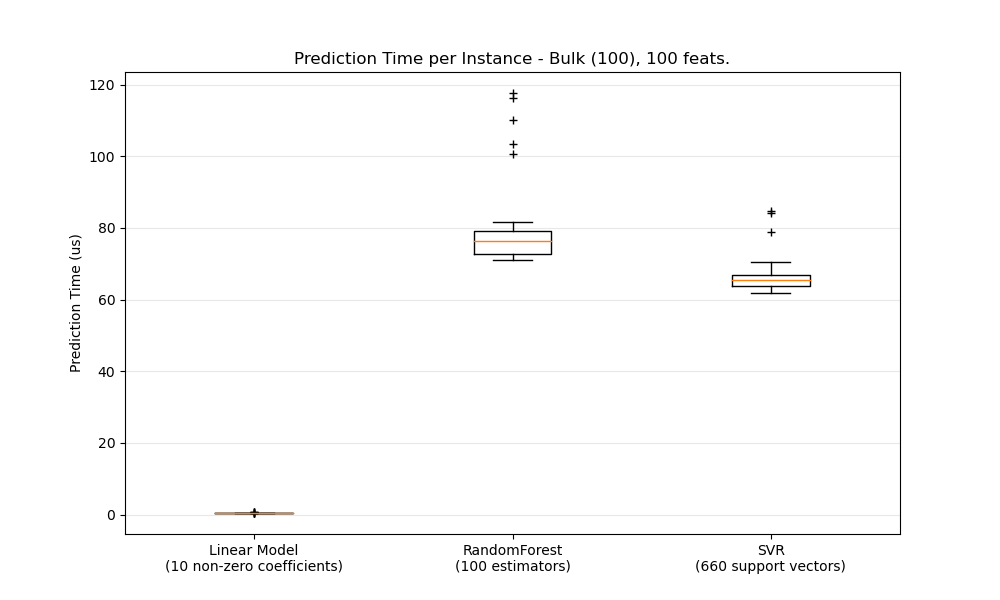 Prediction Time per Instance - Bulk (100), 100 feats.
120
100
80
60
40
20
0
Prediction Time (us)
Linear Model
(10 non-zero coefficients)
RandomForest
(100 estimators)
SVR
(660 support vectors)